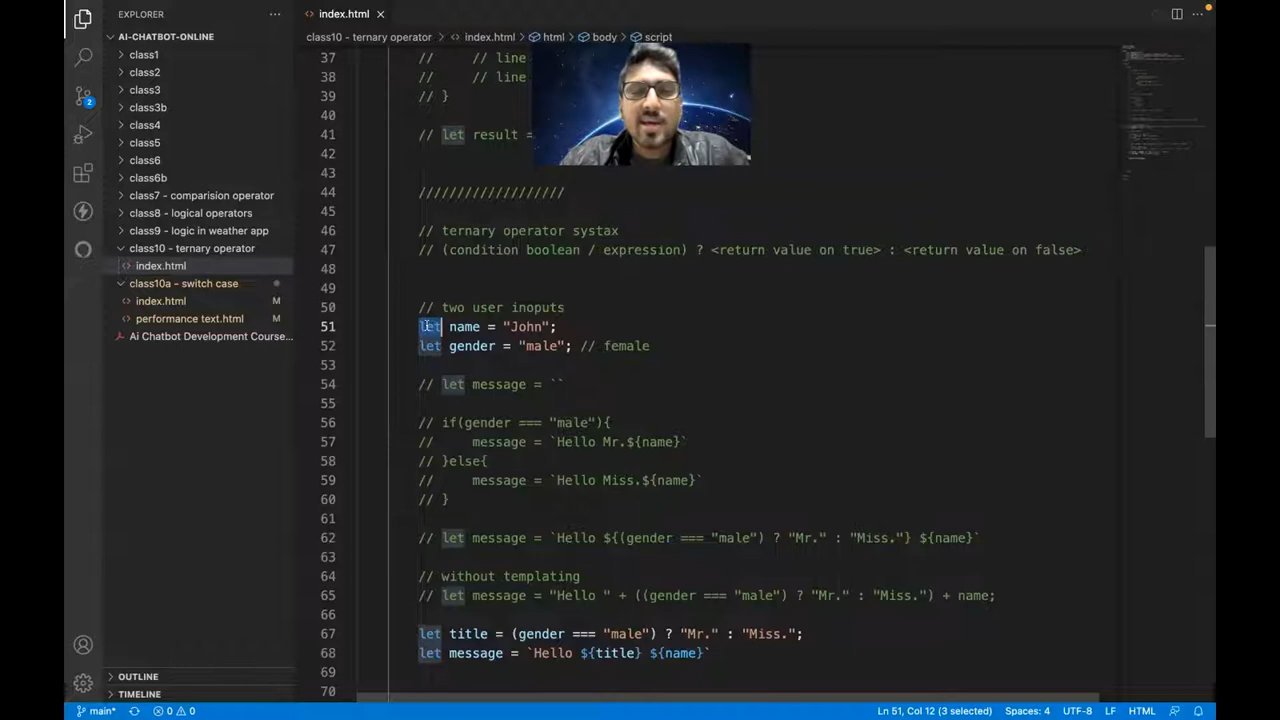 EXPLORER
AI-CHATBOT-ONLINE
class1
class2
class3
class3b
class4
class5
class6
class6b
class7 - comparision operator
class8 - logical operators
class9 - logic in weather app
class10 - ternary operator
index.html
class10a - switch case
index.html M
performance text.html M
Ai Chatbot Development Course...
OUTLINE
TIMELINE
2
index.html
class10 - ternary operator > index.html > html > body > script
37 // // line
38 // // line
39 // }
40
41 // let result =
42
43
44 ///////////////////
45
46 // ternary operator systax
47 // (condition boolean / expression) ? <return value on true> : <return value on false>
48
49
50 // two user inoputs
51 let name = "John";
52 let gender = "male"; // female
53
54 // let message = ``
55
56 // if(gender === "male"){
57 // message = `Hello Mr.${name}`
58 // }else{
59 // message = `Hello Miss.${name}`
60 // }
61
62 // let message = `Hello ${(gender === "male") ? "Mr." : "Miss."} ${name}`
63
64 // without templating
65 // let message = "Hello " + ((gender === "male") ? "Mr." : "Miss.") + name;
66
67 let title = (gender === "male") ? "Mr." : "Miss.";
68 let message = `Hello ${title} ${name}`
69
70
main* 0 0 Ln 51, Col 12 (3 selected) Spaces: 4 UTF-8 LF HTML